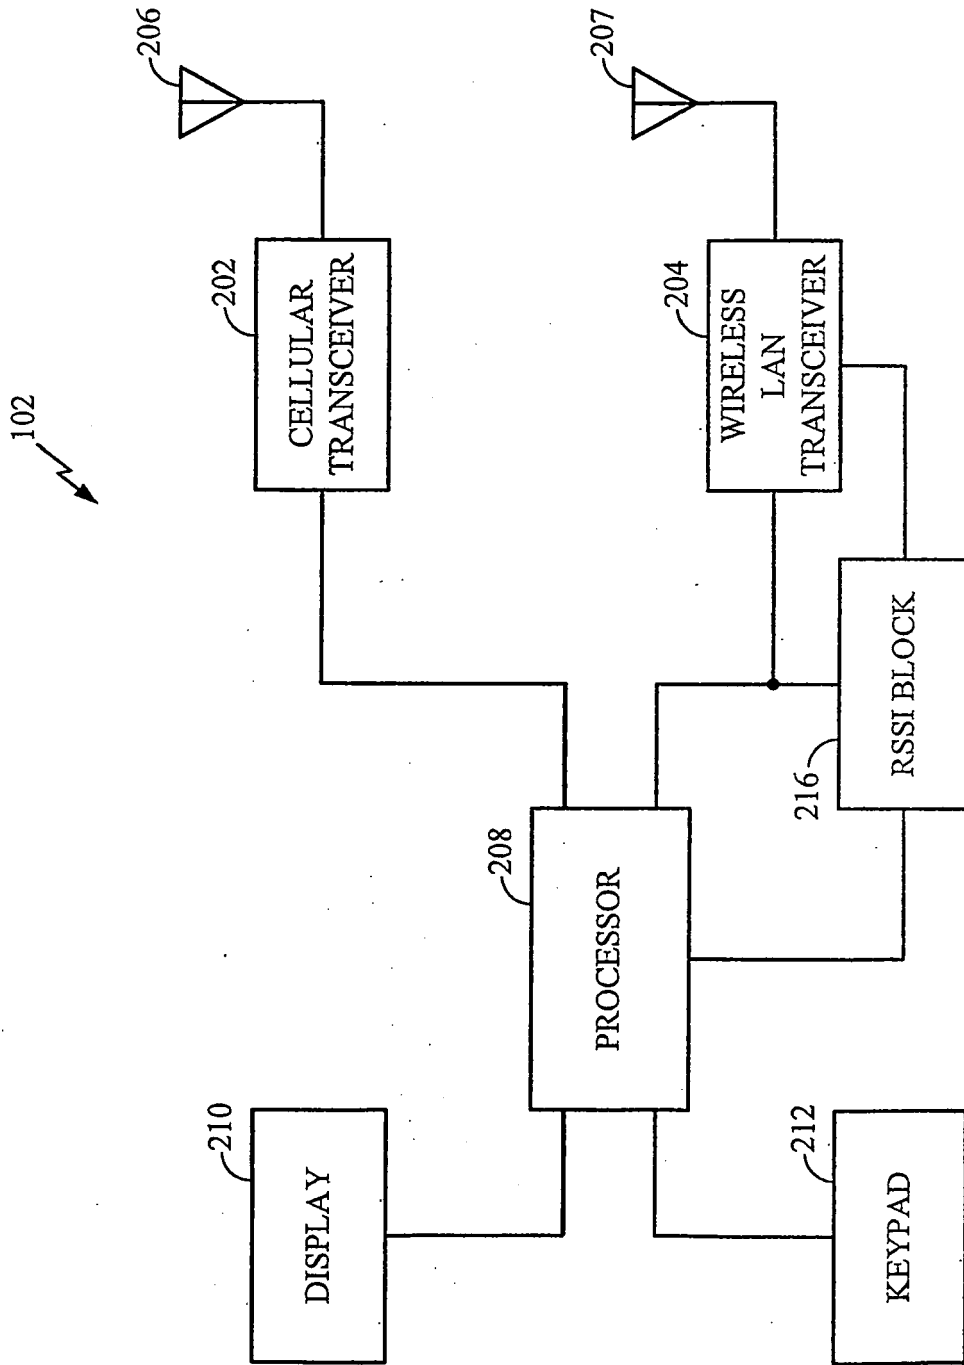 102
206
202
CELLULAR
TRANSCEIVER
207
204
WIRELESS
LAN
TRANSCEIVER
210
DISPLAY
208
PROCESSOR
216
RSSI BLOCK
212
KEYPAD